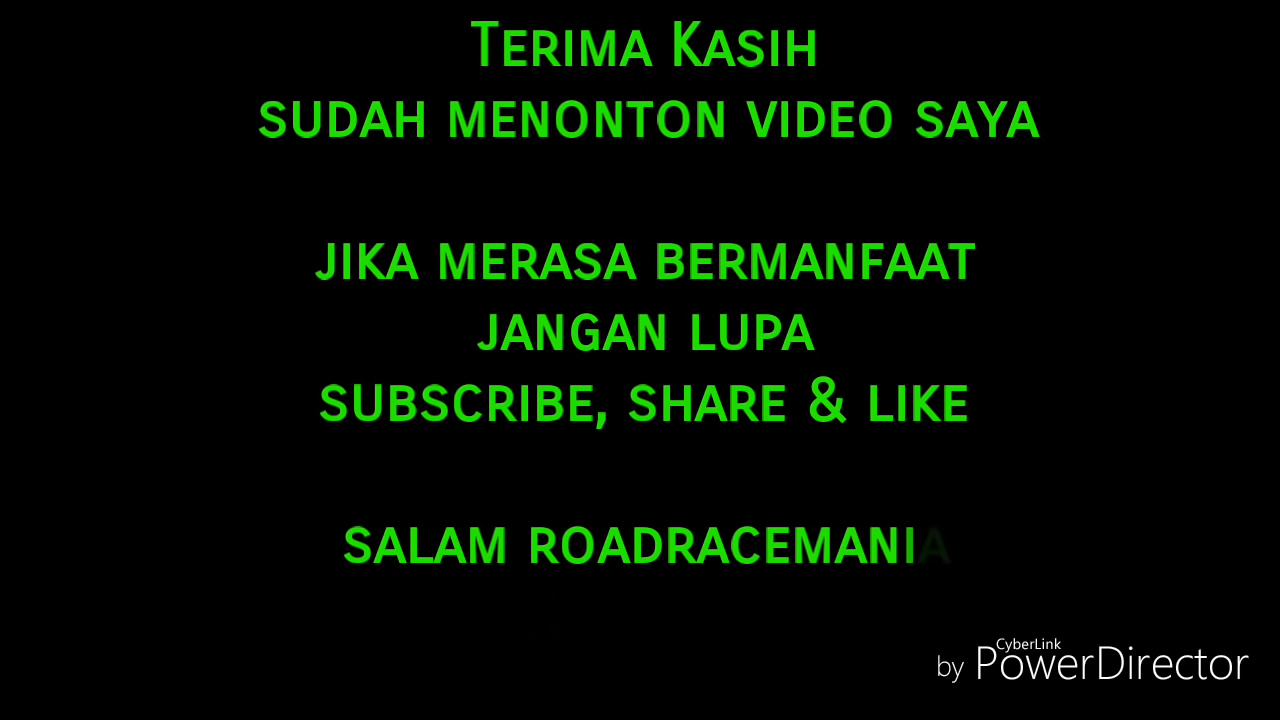 Terima Kasih
sudah menonton video saya
jika merasa bermanfaat
jangan lupa
subscribe, share & like
salam roadracemania
by CyberLink PowerDirector